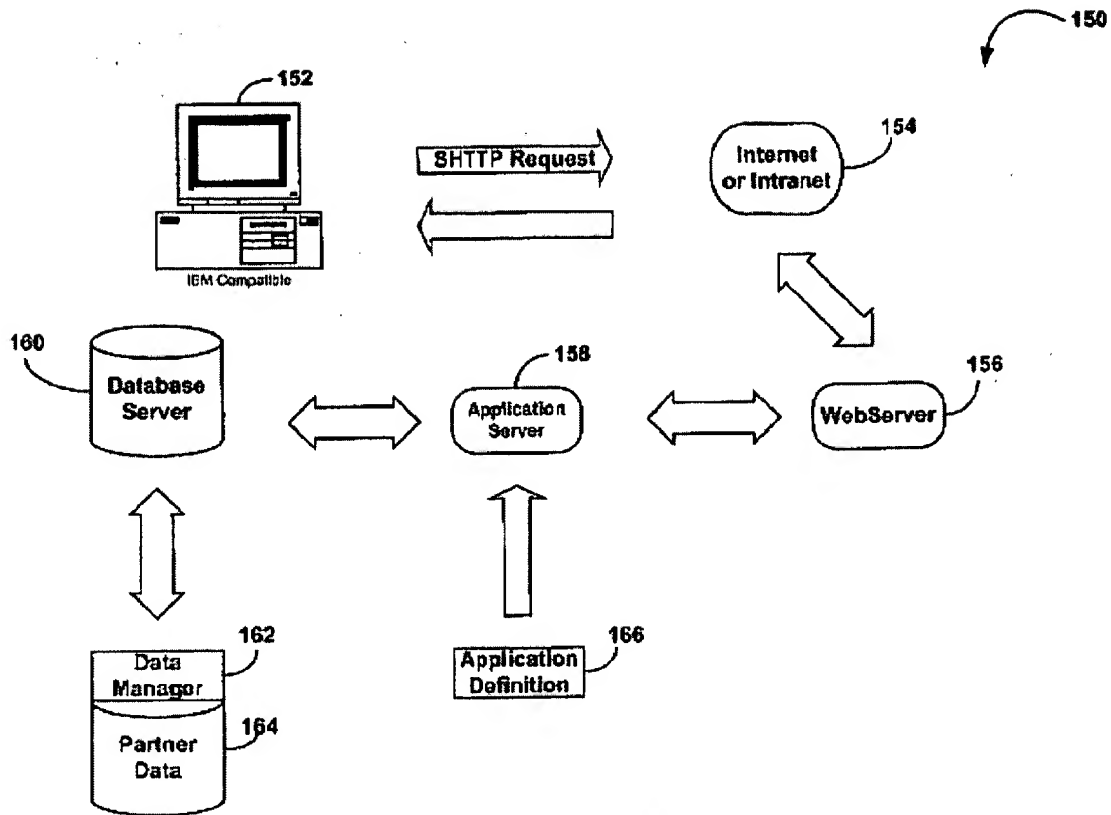 150
152
SHTTP Request
Internet
or Intranet
154
IBM Compatible
160
Database
Server
158
Application
Server
156
WebServer
162
Data
Manager
164
Partner
Data
166
Application
Definition